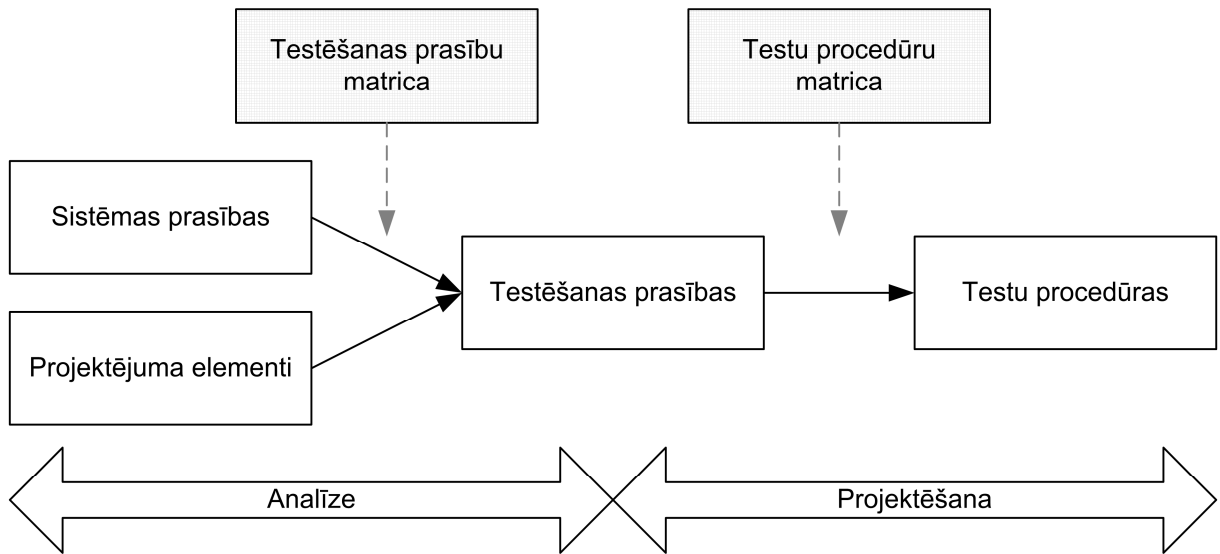 Testēšanas prasību
matrica
Testu procedūru
matrica
Sistēmas prasības
Projektējuma elementi
Testēšanas prasības
Testu procedūras
Analīze
Projektēšana